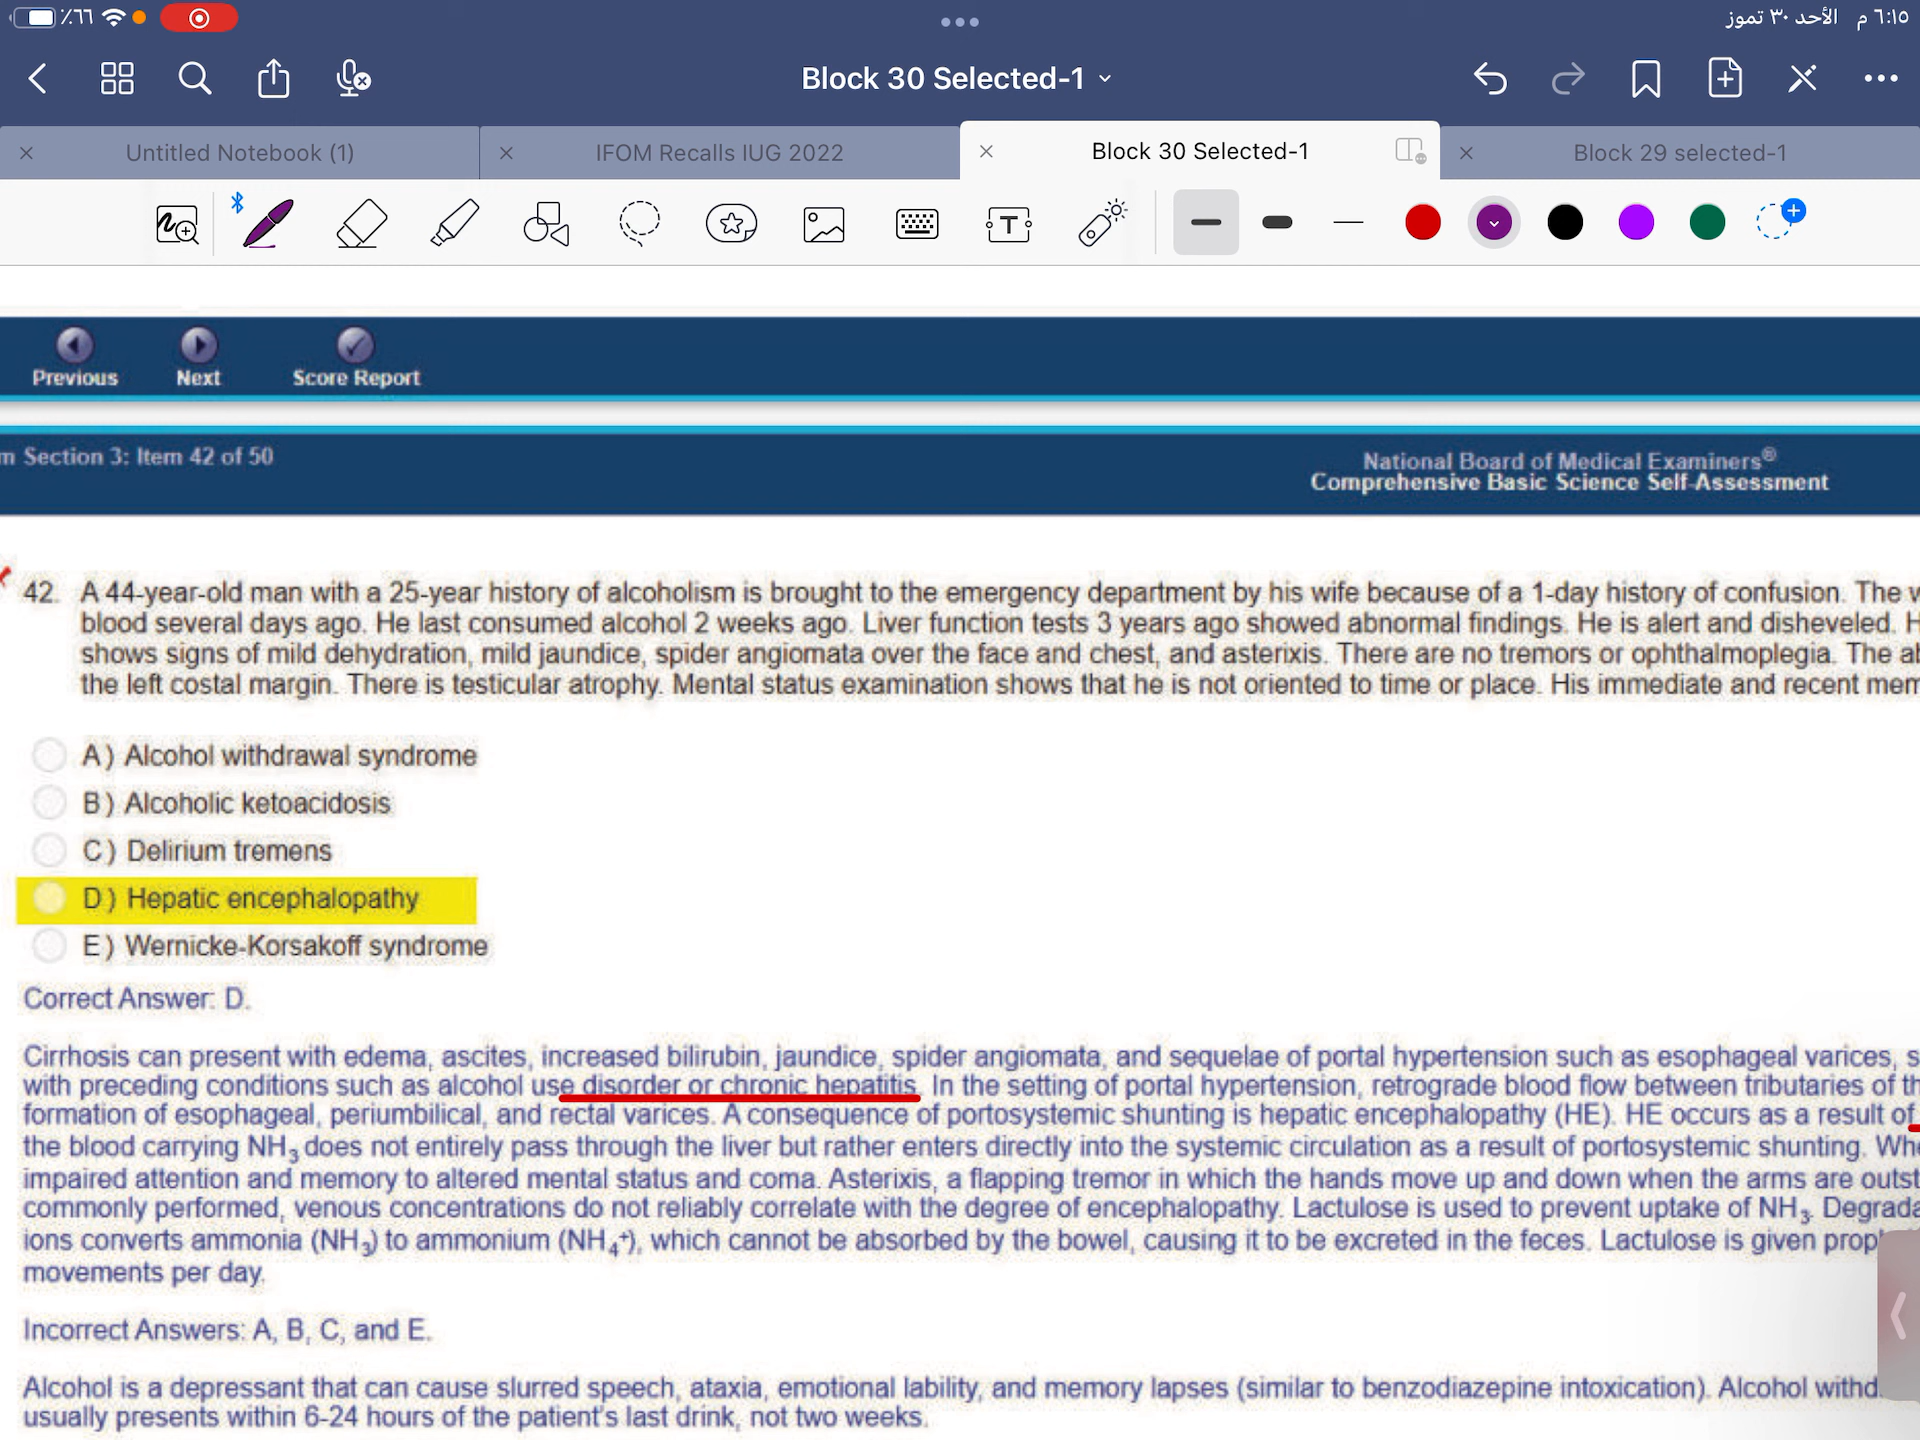 ٪٦٦
٦:١٥ م الأحد ٣٠ تموز
Block 30 Selected-1
Untitled Notebook (1)
IFOM Recalls IUG 2022
Block 30 Selected-1
Block 29 selected-1
T
Previous
Next
Score Report
m Section 3: Item 42 of 50
National Board of Medical Examiners®
Comprehensive Basic Science Self-Assessment
42. A 44-year-old man with a 25-year history of alcoholism is brought to the emergency department by his wife because of a 1-day history of confusion. The
blood several days ago. He last consumed alcohol 2 weeks ago. Liver function tests 3 years ago showed abnormal findings. He is alert and disheveled.
shows signs of mild dehydration, mild jaundice, spider angiomata over the face and chest, and asterixis. There are no tremors or ophthalmoplegia. The
the left costal margin. There is testicular atrophy. Mental status examination shows that he is not oriented to time or place. His immediate and recent mem
A) Alcohol withdrawal syndrome
B) Alcoholic ketoacidosis
C) Delirium tremens
D) Hepatic encephalopathy
E) Wernicke-Korsakoff syndrome
Correct Answer: D.
Cirrhosis can present with edema, ascites, increased bilirubin, jaundice, spider angiomata, and sequelae of portal hypertension such as esophageal varices, s
with preceding conditions such as alcohol use disorder or chronic hepatitis. In the setting of portal hypertension, retrograde blood flow between tributaries of th
formation of esophageal, periumbilical, and rectal varices. A consequence of portosystemic shunting is hepatic encephalopathy (HE). HE occurs as a result of
the blood carrying NH3 does not entirely pass through the liver but rather enters directly into the systemic circulation as a result of portosystemic shunting. Whe
impaired attention and memory to altered mental status and coma. Asterixis, a flapping tremor in which the hands move up and down when the arms are outst
commonly performed, venous concentrations do not reliably correlate with the degree of encephalopathy. Lactulose is used to prevent uptake of NH3. Degrada
ions converts ammonia (NH3) to ammonium (NH4+), which cannot be absorbed by the bowel, causing it to be excreted in the feces. Lactulose is given prop
movements per day.
Incorrect Answers: A, B, C, and E.
Alcohol is a depressant that can cause slurred speech, ataxia, emotional lability, and memory lapses (similar to benzodiazepine intoxication). Alcohol withd
usually presents within 6-24 hours of the patient's last drink, not two weeks.